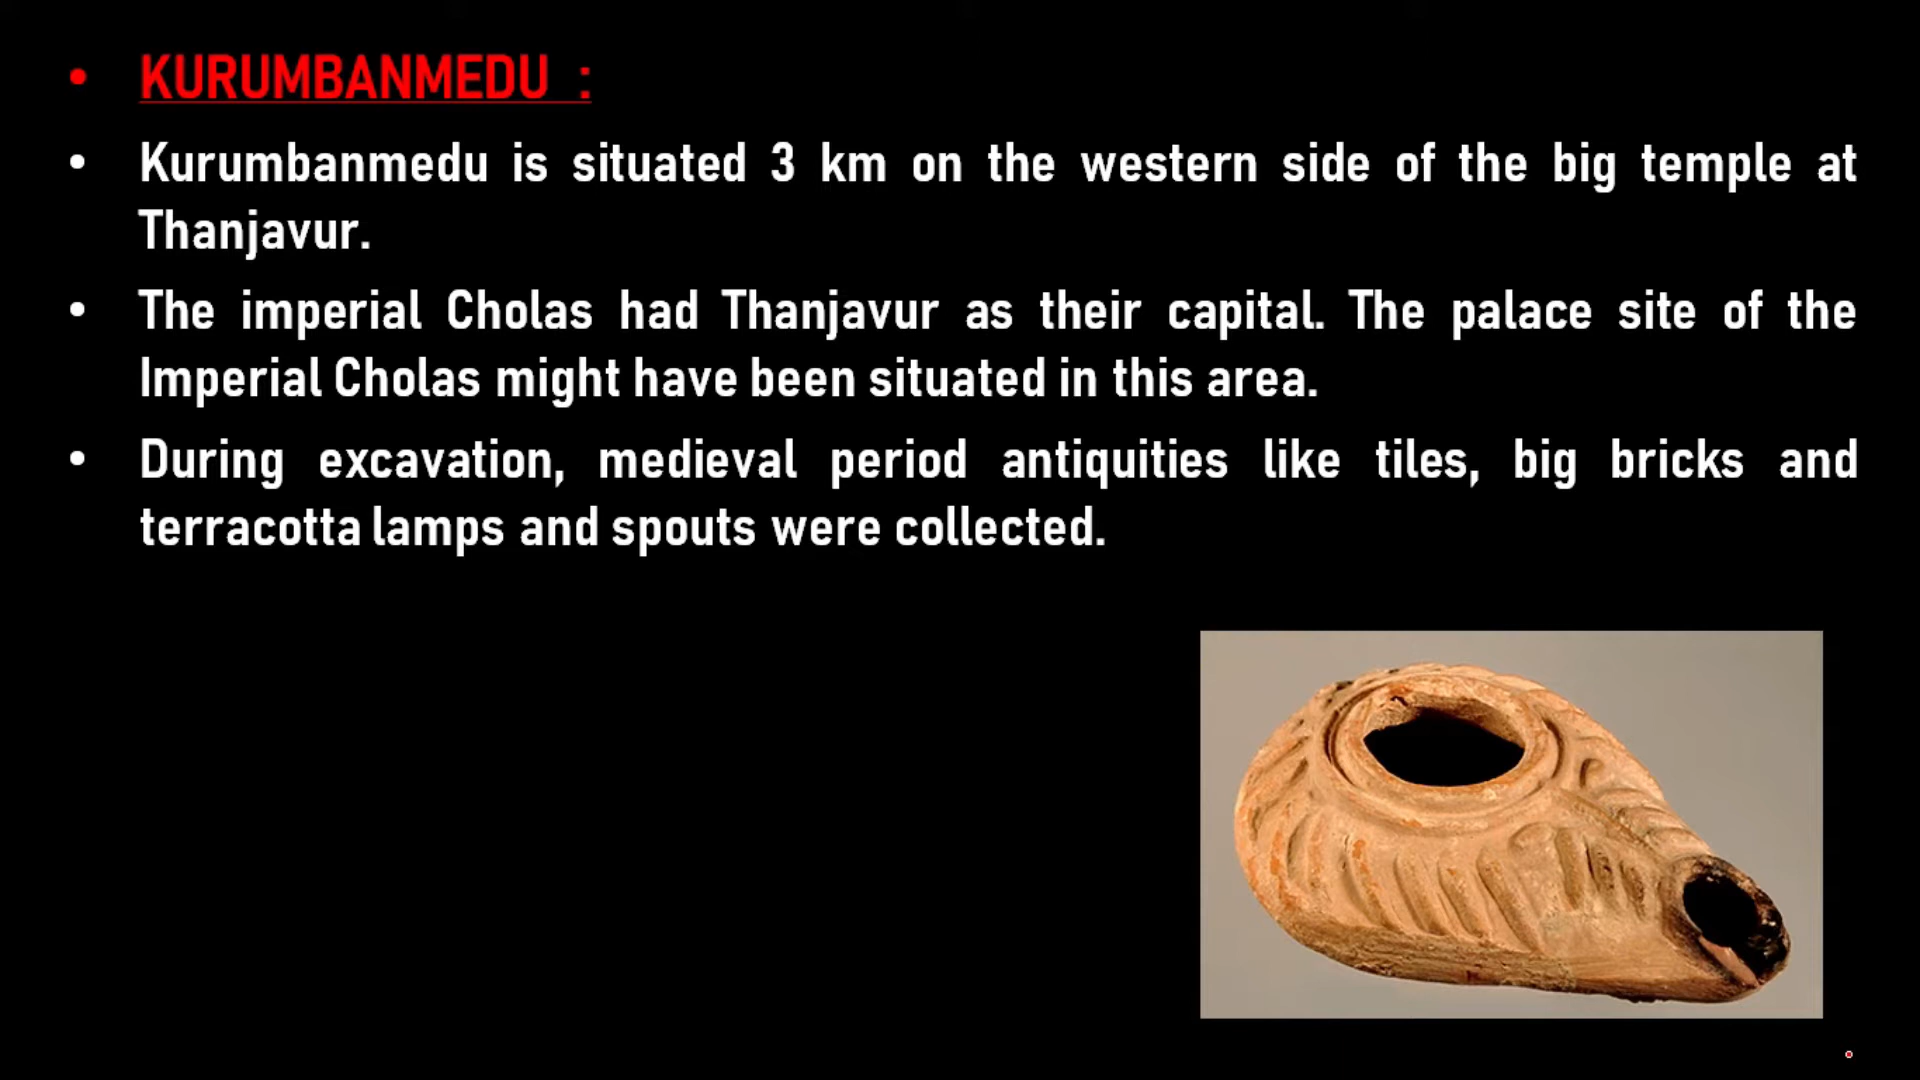 • KURUMBANMEDU :
• Kurumbanmedu is situated 3 km on the western side of the big temple at
Thanjavur.
• The imperial Cholas had Thanjavur as their capital. The palace site of the
Imperial Cholas might have been situated in this area.
• During excavation, medieval period antiquities like tiles, big bricks and
terracotta lamps and spouts were collected.